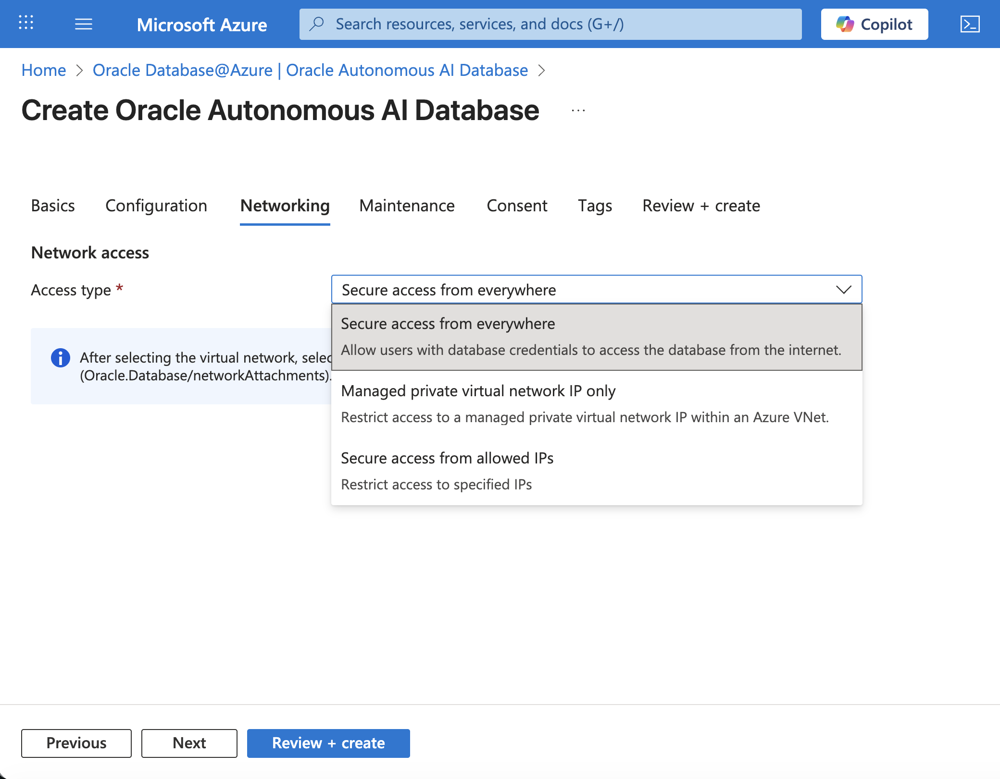 Microsoft Azure
Search resources, services, and docs (G+/)
Copilot
Home > Oracle Database@Azure | Oracle Autonomous AI Database >
Create Oracle Autonomous AI Database ...
Basics Configuration Networking Maintenance Consent Tags Review + create
Network access
Access type *
Secure access from everywhere
Secure access from everywhere
Allow users with database credentials to access the database from the internet.
After selecting the virtual network,
(Oracle.Database/networkAttachments).
Managed private virtual network IP only
Restrict access to a managed private virtual network IP within an Azure VNet.
Secure access from allowed IPs
Restrict access to specified IPs
Previous
Next
Review + create